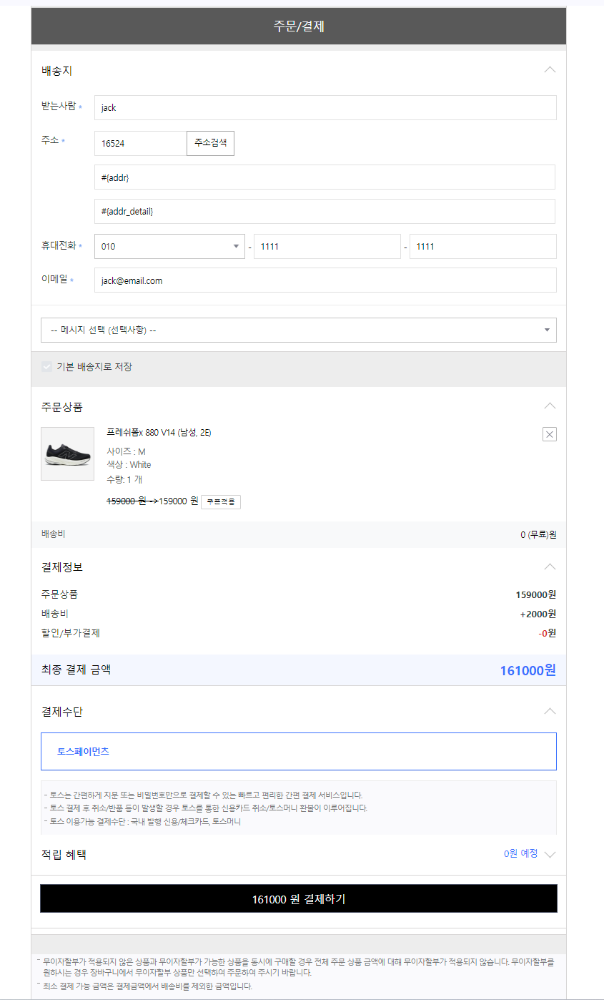 주문/결제
배송지
받는사람 *
jack
주소 *
16524
주소검색
#{addr}
#{addr_detail}
휴대전화 *
010 - 1111 - 1111
이메일 *
jack@email.com
-- 메시지 선택 (선택사항) --
기본 배송지로 저장
주문상품
프레쉬폼x 880 V14 (남성, 2E)
사이즈 : M
색상 : White
수량: 1 개
159000 원 ->159000 원 쿠폰적용
배송비 0 (무료)원
결제정보
주문상품 159000원
배송비 +2000원
할인/부가결제 -0원
최종 결제 금액 161000원
결제수단
토스페이먼츠
- 토스는 간편하게 지문 또는 비밀번호만으로 결제할 수 있는 빠르고 편리한 간편 결제 서비스입니다.
- 토스 결제 후 취소/반품 등이 발생할 경우 토스를 통한 신용카드 취소/토스머니 환불이 이루어집니다.
- 토스 이용가능 결제수단 : 국내 발행 신용/체크카드, 토스머니
적립 혜택 0원 예정
161000 원 결제하기
- 무이자할부가 적용되지 않은 상품과 무이자할부가 가능한 상품을 동시에 구매할 경우 전체 주문 상품 금액에 대해 무이자할부가 적용되지 않습니다. 무이자할부를
원하시는 경우 장바구니에서 무이자할부 상품만 선택하여 주문하여 주시기 바랍니다.
- 최소 결제 가능 금액은 결제금액에서 배송비를 제외한 금액입니다.